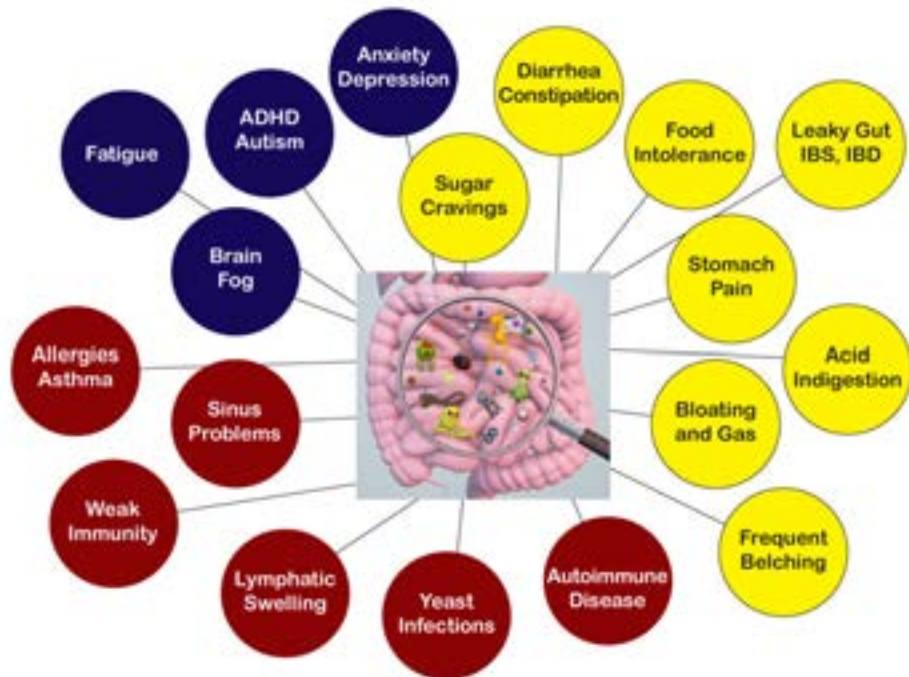 Anxiety
Depression
Diarrhea
Constipation
ADHD
Autism
Food
Intolerance
Leaky Gut
IBS, IBD
Fatigue
Sugar
Cravings
Brain
Fog
Stomach
Pain
Allergies
Asthma
Acid
Indigestion
Sinus
Problems
Bloating
and Gas
Weak
Immunity
Frequent
Belching
Lymphatic
Swelling
Yeast
Infections
Autoimmune
Disease